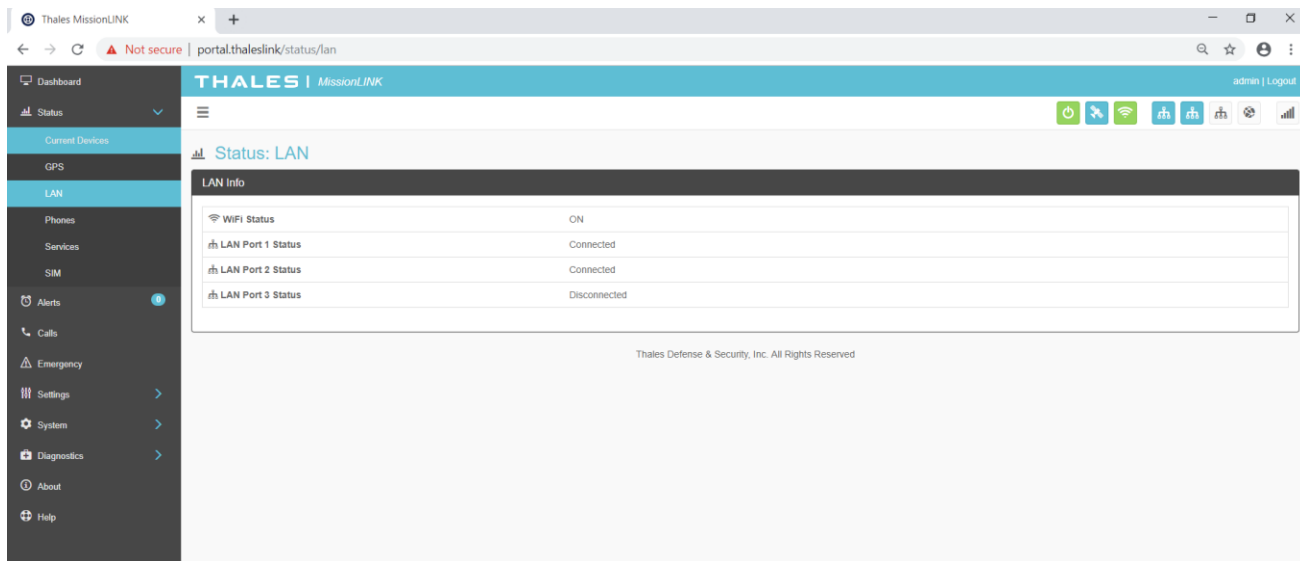 Thales MissionLINK
Not secure | portal.thaleslink/status/lan
Dashboard
THALES | MissionLINK
admin | Logout
Status
Current Devices
GPS
LAN
Phones
Services
SIM
Alerts 0
Calls
Emergency
Settings
System
Diagnostics
About
Help
Status: LAN
LAN Info
WiFi Status ON
LAN Port 1 Status Connected
LAN Port 2 Status Connected
LAN Port 3 Status Disconnected
Thales Defense & Security, Inc. All Rights Reserved